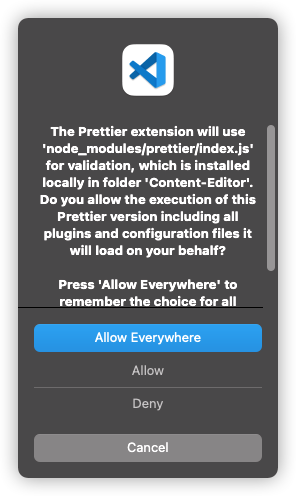 The Prettier extension will use
'node_modules/prettier/index.js'
for validation, which is installed
locally in folder 'Content-Editor'.
Do you allow the execution of this
Prettier version including all
plugins and configuration files it
will load on your behalf?
Press 'Allow Everywhere' to
remember the choice for all
Allow Everywhere
Allow
Deny
Cancel